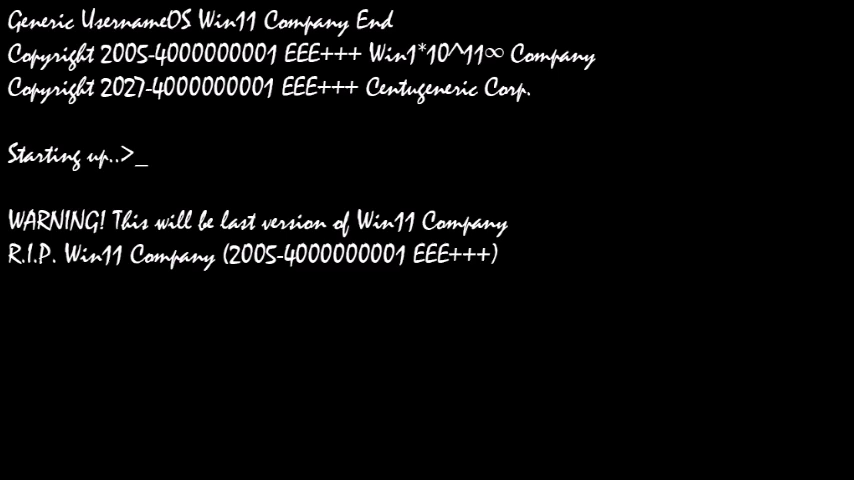 Generic UsernameOS Win11 Company End
Copyright 2005-4000000001 EEE+++ Win1*10^11∞ Company
Copyright 2027-4000000001 EEE+++ Centugeneric Corp.
Starting up..>_
WARNING! This will be last version of Win11 Company
R.I.P. Win11 Company (2005-4000000001 EEE+++)